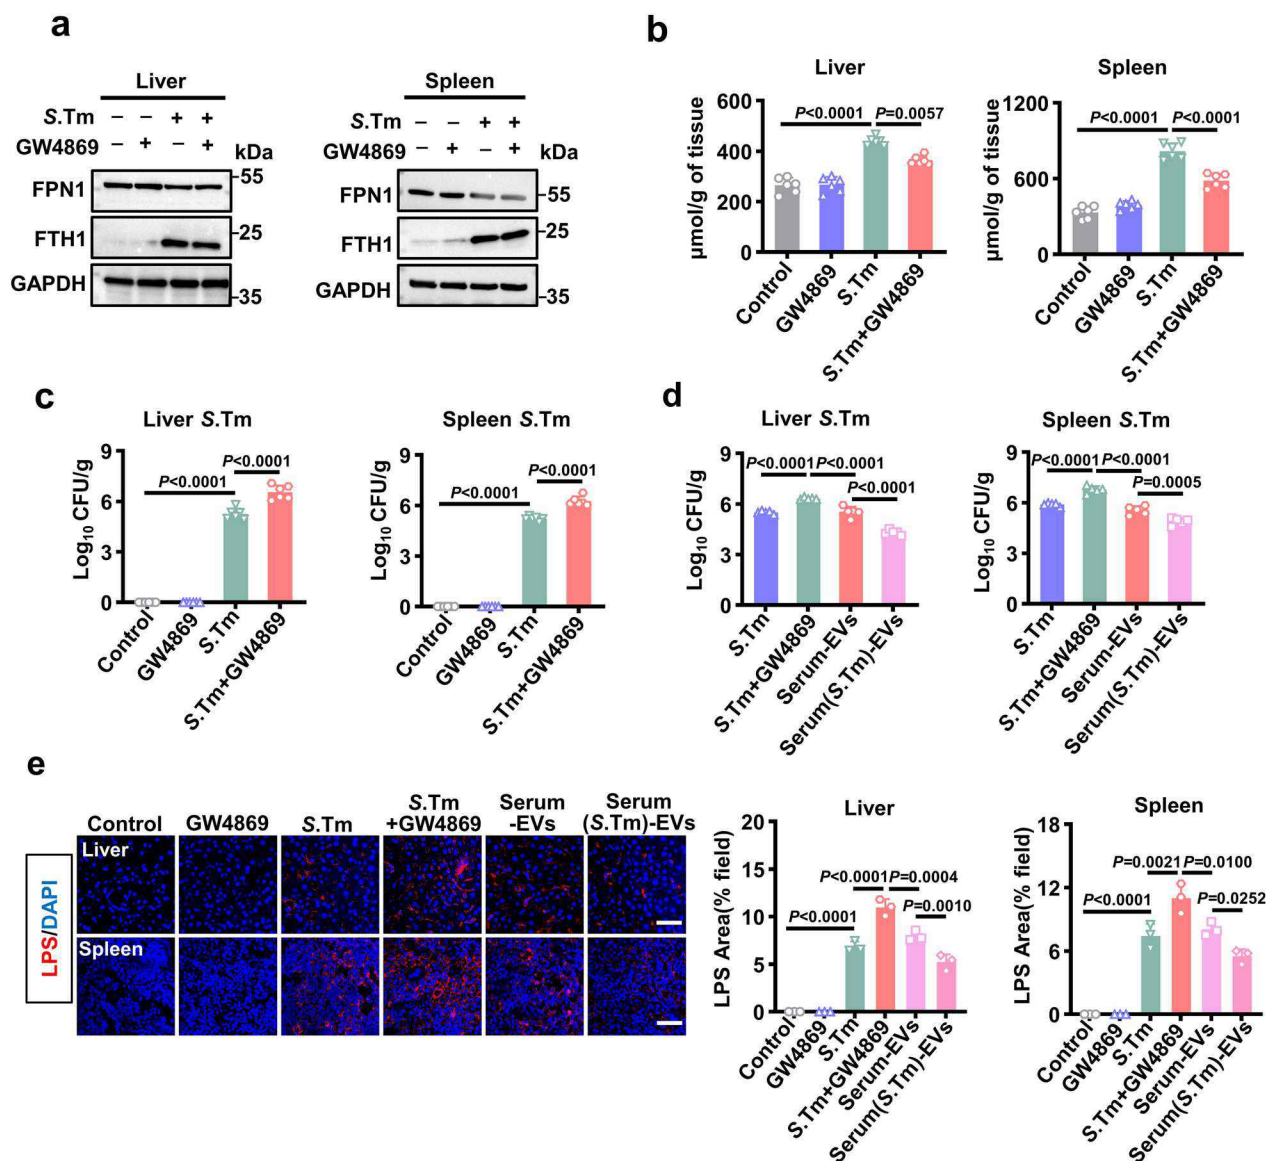 a
Liver
S.Tm – – + +
GW4869 – + – +
kDa
FPN1
55
FTH1
25
GAPDH
35
Spleen
S.Tm – – + +
GW4869 – + – +
kDa
FPN1
55
FTH1
25
GAPDH
35
b
Liver
μmol/g of tissue
600
400
200
0
P<0.0001
P=0.0057
Control
GW4869
S.Tm
S.Tm+GW4869
Spleen
μmol/g of tissue
1200
600
0
P<0.0001
P<0.0001
Control
GW4869
S.Tm
S.Tm+GW4869
c
Liver S.Tm
Log10 CFU/g
9
6
3
0
P<0.0001
P<0.0001
Control
GW4869
S.Tm
S.Tm+GW4869
Spleen S.Tm
Log10 CFU/g
9
6
3
0
P<0.0001
P<0.0001
Control
GW4869
S.Tm
S.Tm+GW4869
d
Liver S.Tm
Log10 CFU/g
9
6
3
0
P<0.0001
P<0.0001
P<0.0001
S.Tm
S.Tm+GW4869
Serum-EVs
Serum(S.Tm)-EVs
Spleen S.Tm
Log10 CFU/g
9
6
3
0
P<0.0001
P<0.0001
P=0.0005
S.Tm
S.Tm+GW4869
Serum-EVs
Serum(S.Tm)-EVs
e
LPS/DAPI
Control
GW4869
S.Tm
S.Tm
+GW4869
Serum
-EVs
Serum
(S.Tm)-EVs
Liver
Spleen
Liver
LPS Area(% field)
20
15
10
5
0
P<0.0001
P<0.0001
P=0.0004
P=0.0010
Control
GW4869
S.Tm
S.Tm+GW4869
Serum-EVs
Serum(S.Tm)-EVs
Spleen
LPS Area(% field)
18
12
6
0
P<0.0001
P=0.0021
P=0.0100
P=0.0252
Control
GW4869
S.Tm
S.Tm+GW4869
Serum-EVs
Serum(S.Tm)-EVs